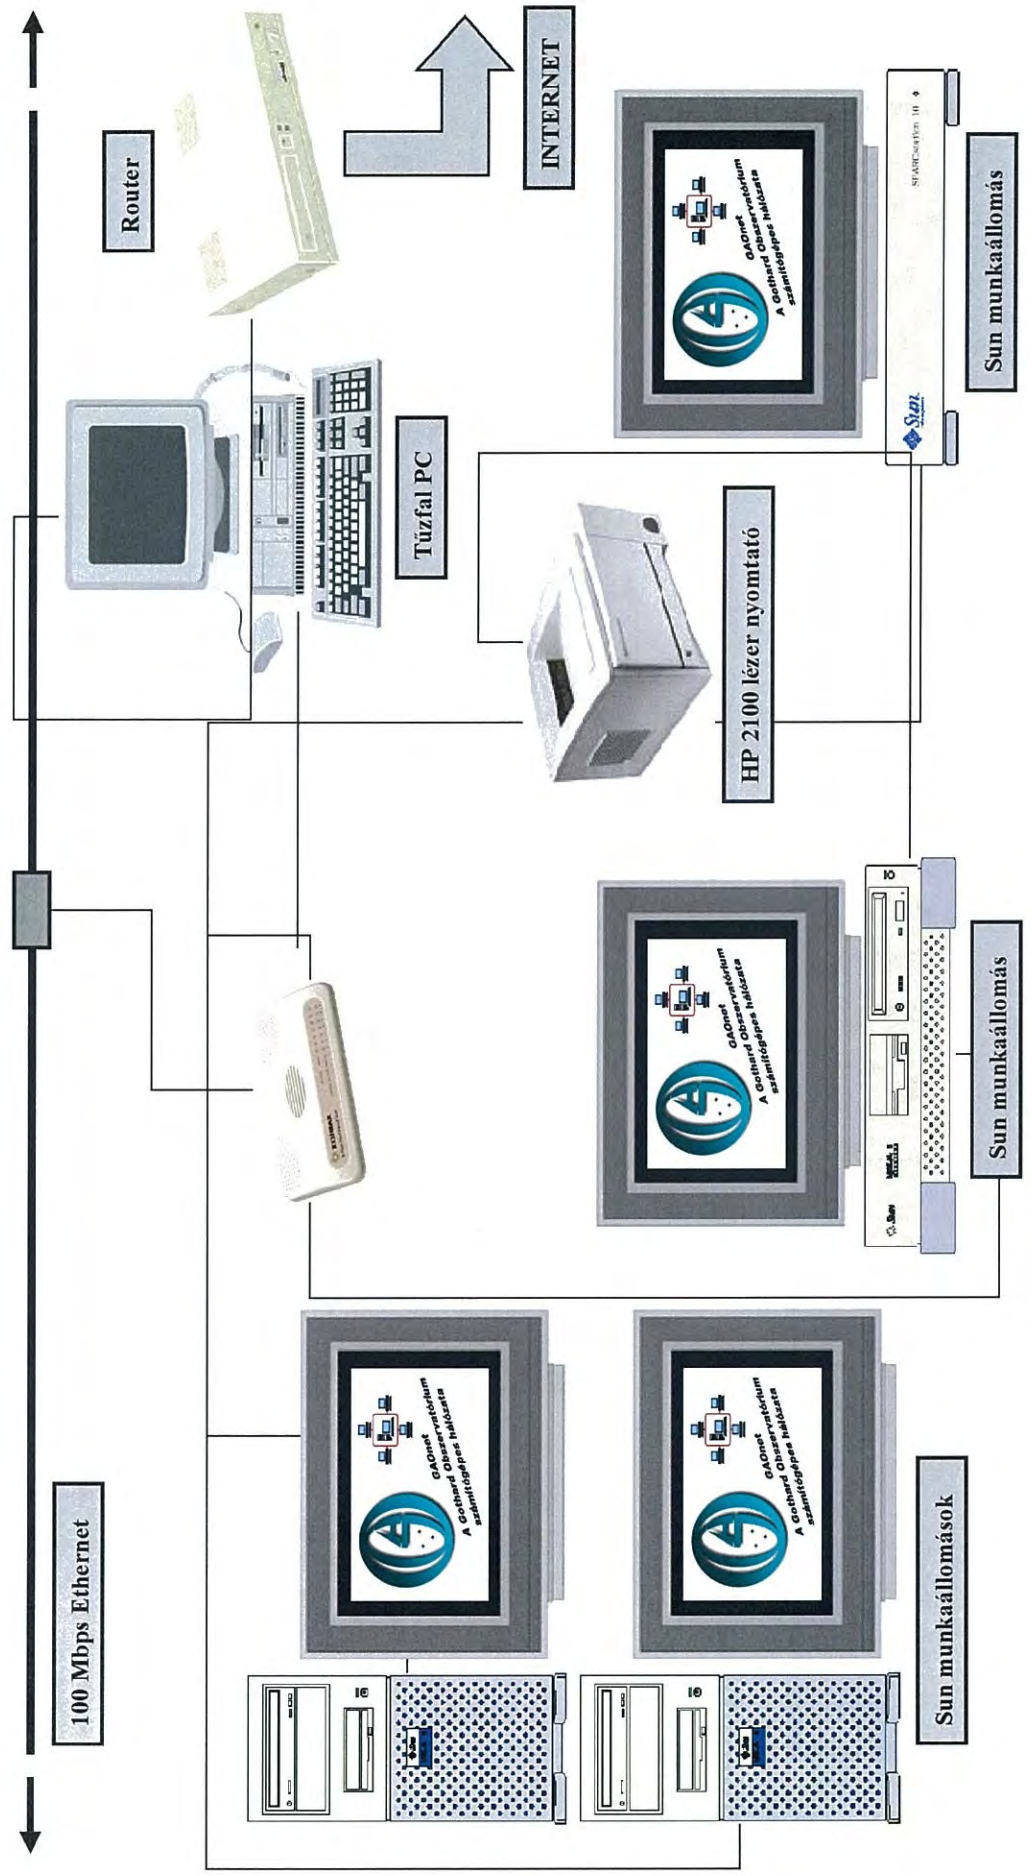 100 Mbps Ethernet
Router
INTERNET
Tűzfal PC
HP 2100 lézer nyomtató
GAOnet
A Gothard Obszervatórium
számítógépes hálózata
GAOnet
A Gothard Obszervatórium
számítógépes hálózata
Sun munkaállomások
GAOnet
A Gothard Obszervatórium
számítógépes hálózata
Sun
Sun munkaállomás
GAOnet
A Gothard Obszervatórium
számítógépes hálózata
Sun
SPARCstation 10
Sun munkaállomás